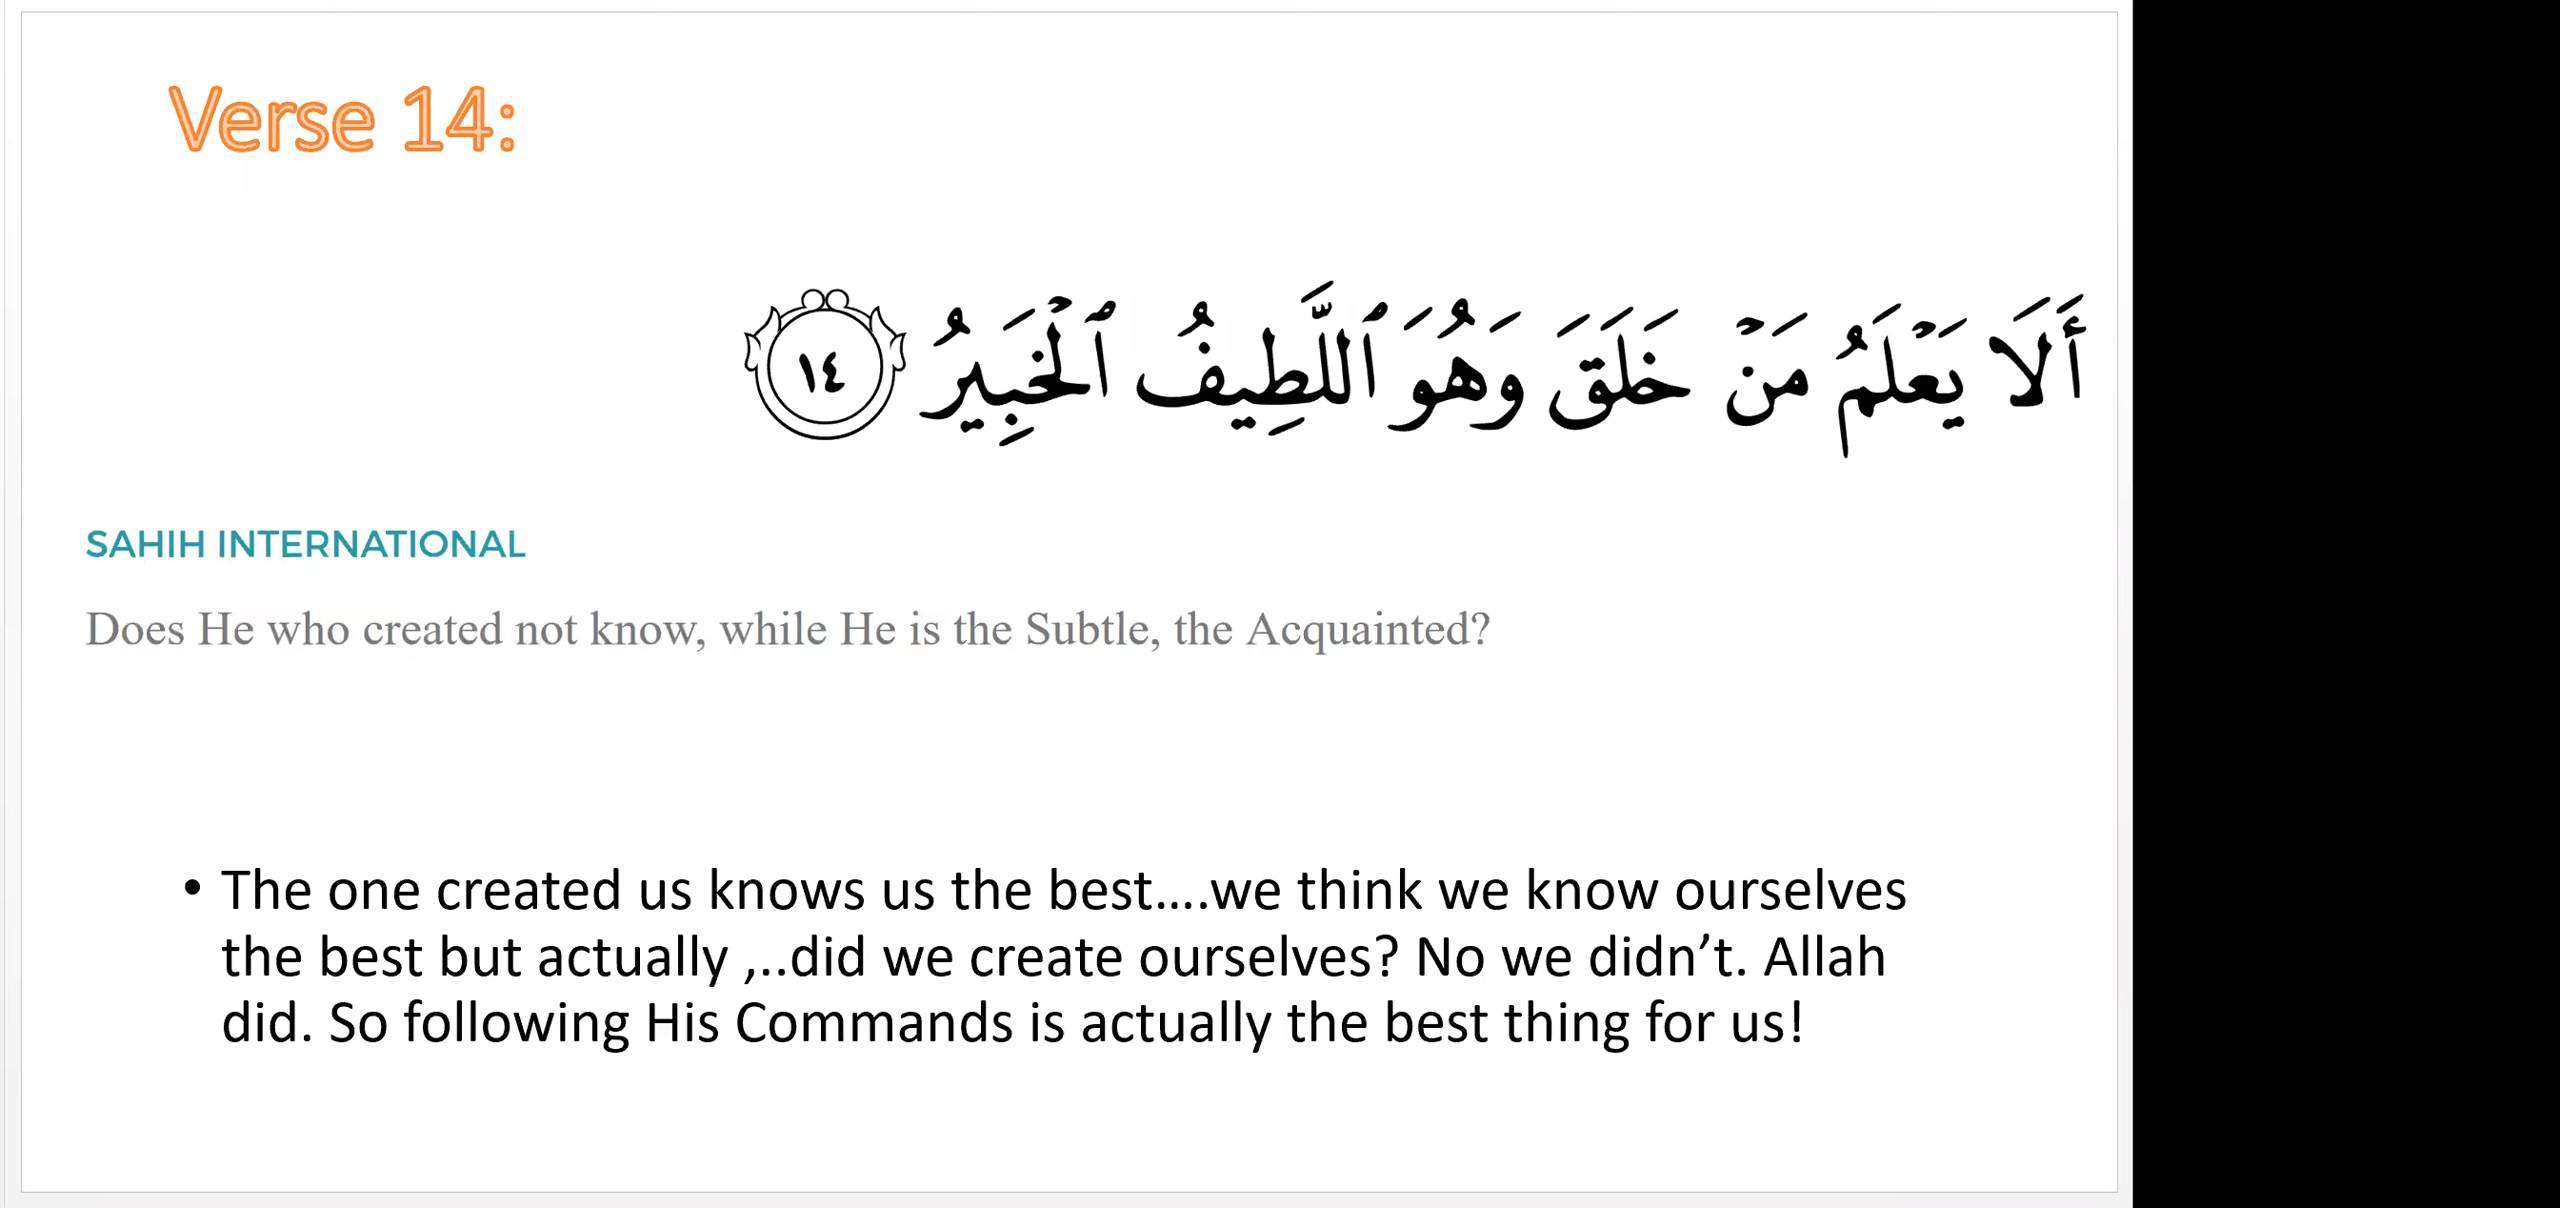 Verse 14:
أَلَا يَعۡلَمُ مَنۡ خَلَقَ وَهُوَ ٱللَّطِيفُ ٱلۡخَبِيرُ ١٤
SAHIH INTERNATIONAL
Does He who created not know, while He is the Subtle, the Acquainted?
• The one created us knows us the best....we think we know ourselves
the best but actually ,..did we create ourselves? No we didn’t. Allah
did. So following His Commands is actually the best thing for us!